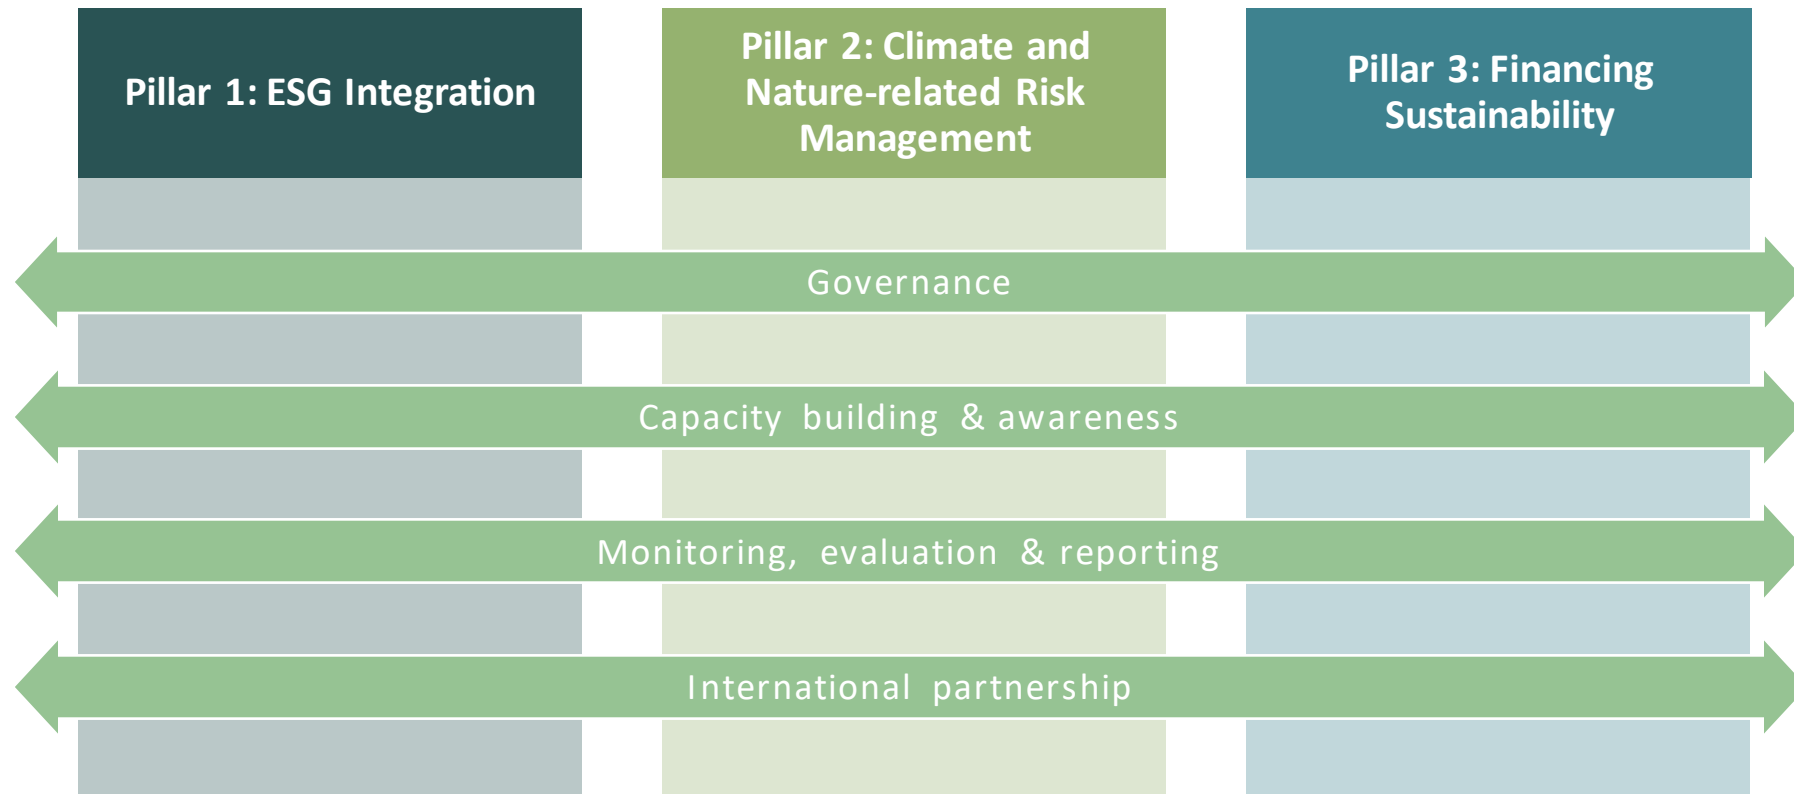 Pillar 1: ESG Integration
Pillar 2: Climate and
Nature-related Risk
Management
Pillar 3: Financing
Sustainability
Governance
Capacity building & awareness
Monitoring, evaluation & reporting
International partnership